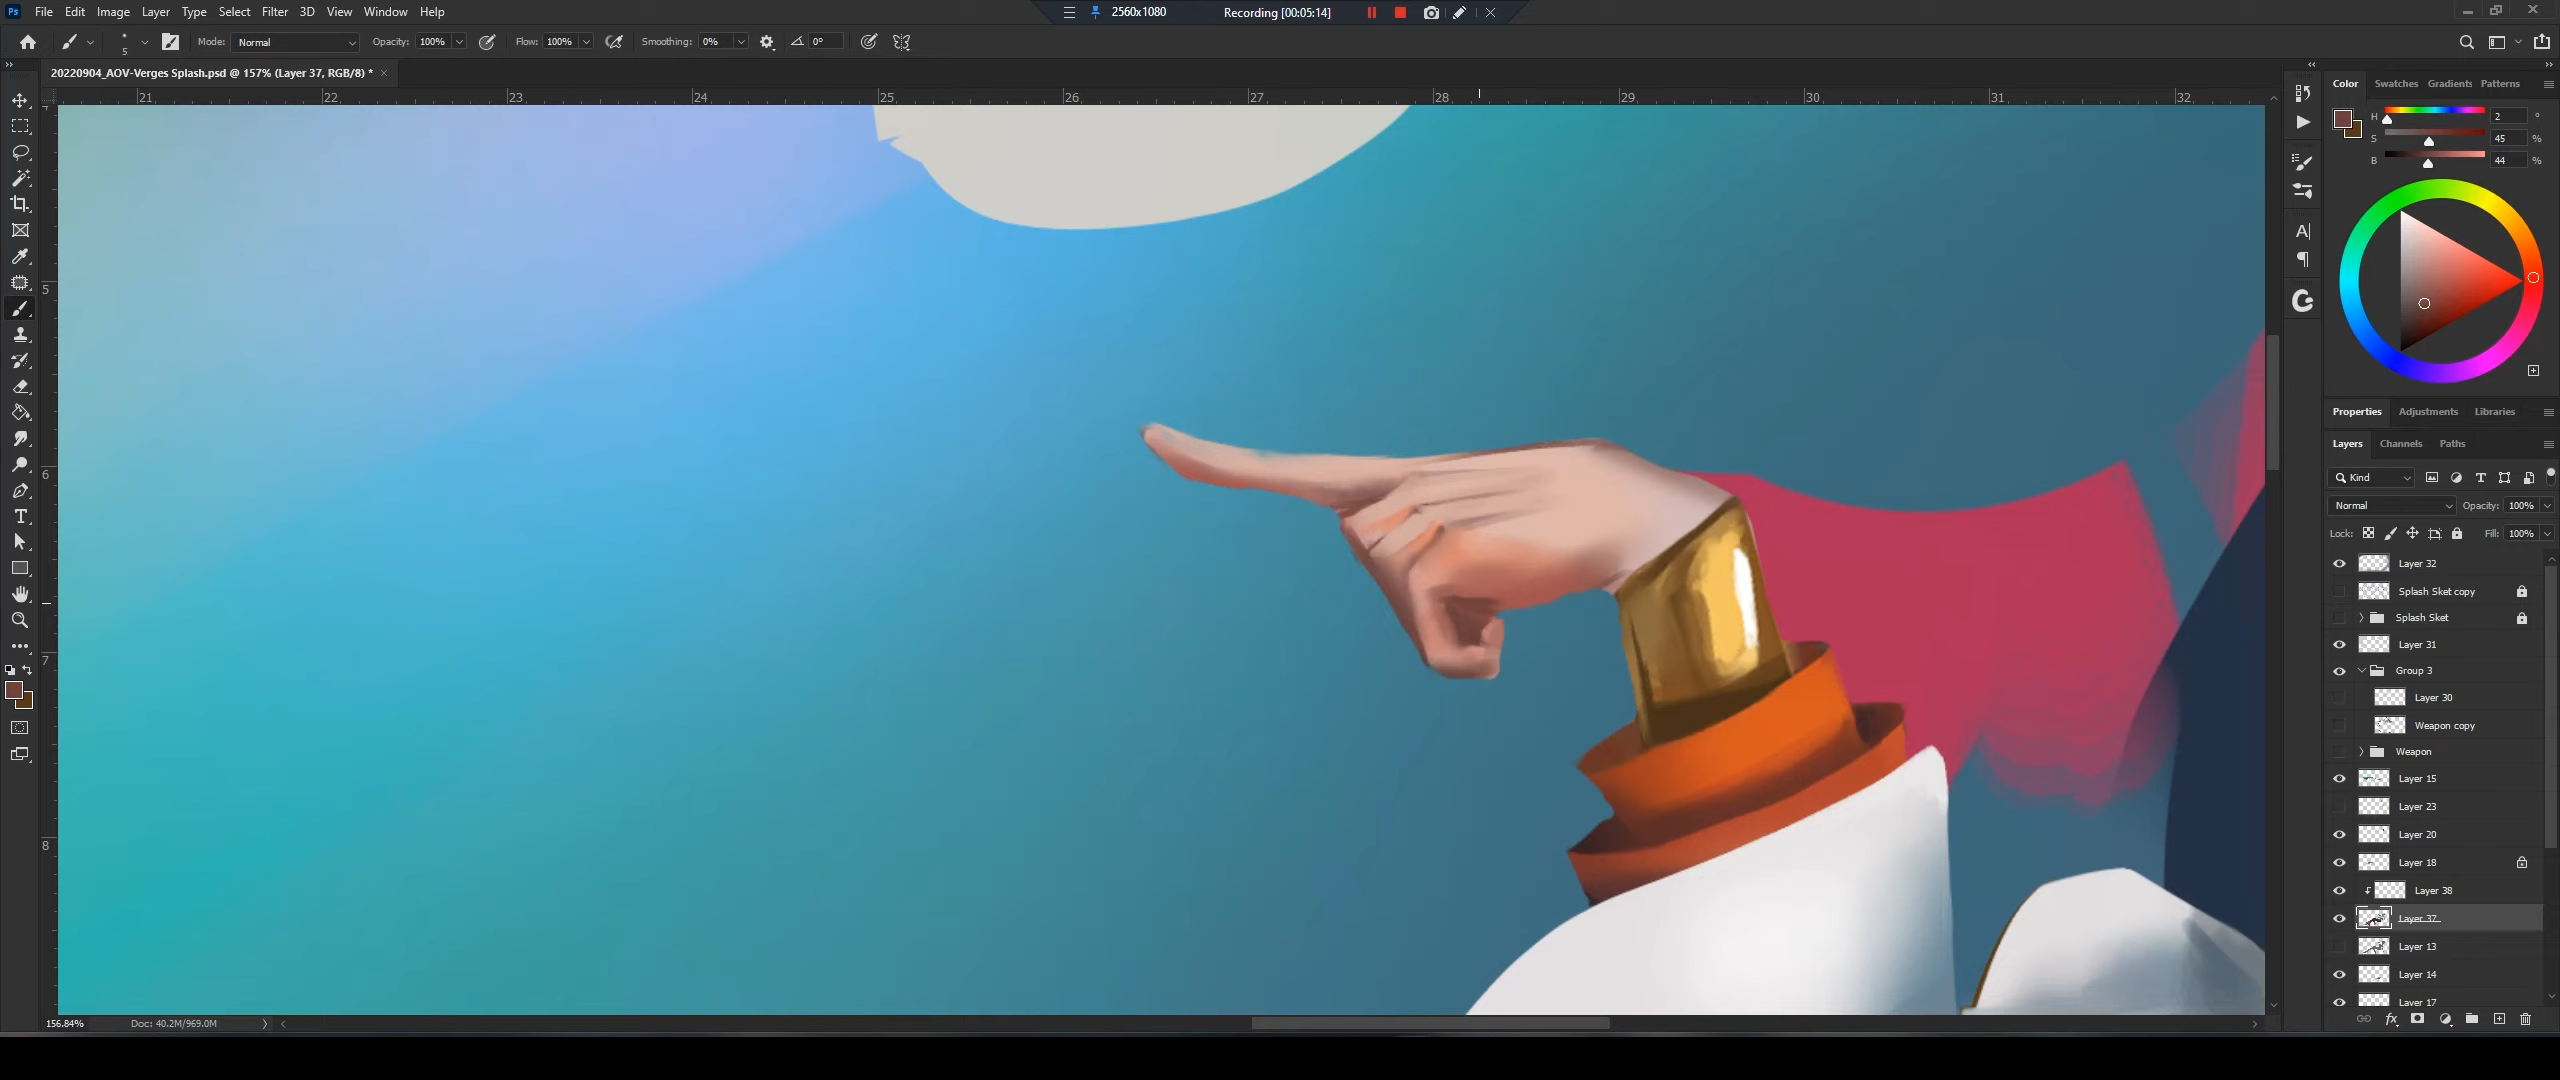 Ps File Edit Image Layer Type Select Filter 3D View Window Help
2560x1080 Recording [00:05:14]
5 Mode: Normal Opacity: 100% Flow: 100% Smoothing: 0% 0°
20220904_AOV-Verges Splash.psd @ 157% (Layer 37, RGB/8) * ×
21 22 23 24 25 26 27 28 29 30 31 32
5
6
7
8
Color Swatches Gradients Patterns
H 2 °
S 45 %
B 44 %
Properties Adjustments Libraries
Layers Channels Paths
Kind
Normal Opacity: 100%
Lock: Fill: 100%
Layer 32
Splash Sket copy
Splash Sket
Layer 31
Group 3
Layer 30
Weapon copy
Weapon
Layer 15
Layer 23
Layer 20
Layer 18
Layer 38
Layer 37
Layer 13
Layer 14
Layer 17
fx
156.84% Doc: 40.2M/969.0M